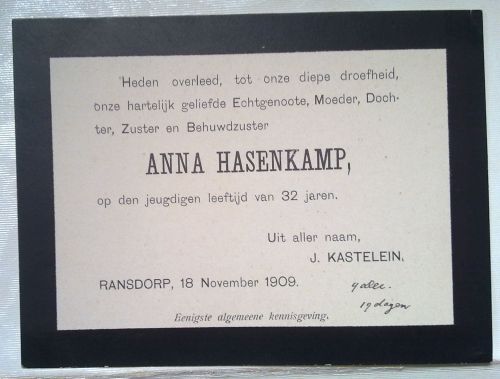 Heden overleed, tot onze diepe droefheid,
onze hartelijk geliefde Echtgenoote, Moeder, Doch-
ter, Zuster en Behuwdzuster
ANNA HASENKAMP,
op den jeugdigen leeftijd van 32 jaren.
Uit aller naam,
J. KASTELEIN.
RANSDORP, 18 November 1909.
19 dagen
Eenigste algemeene kennisgeving.